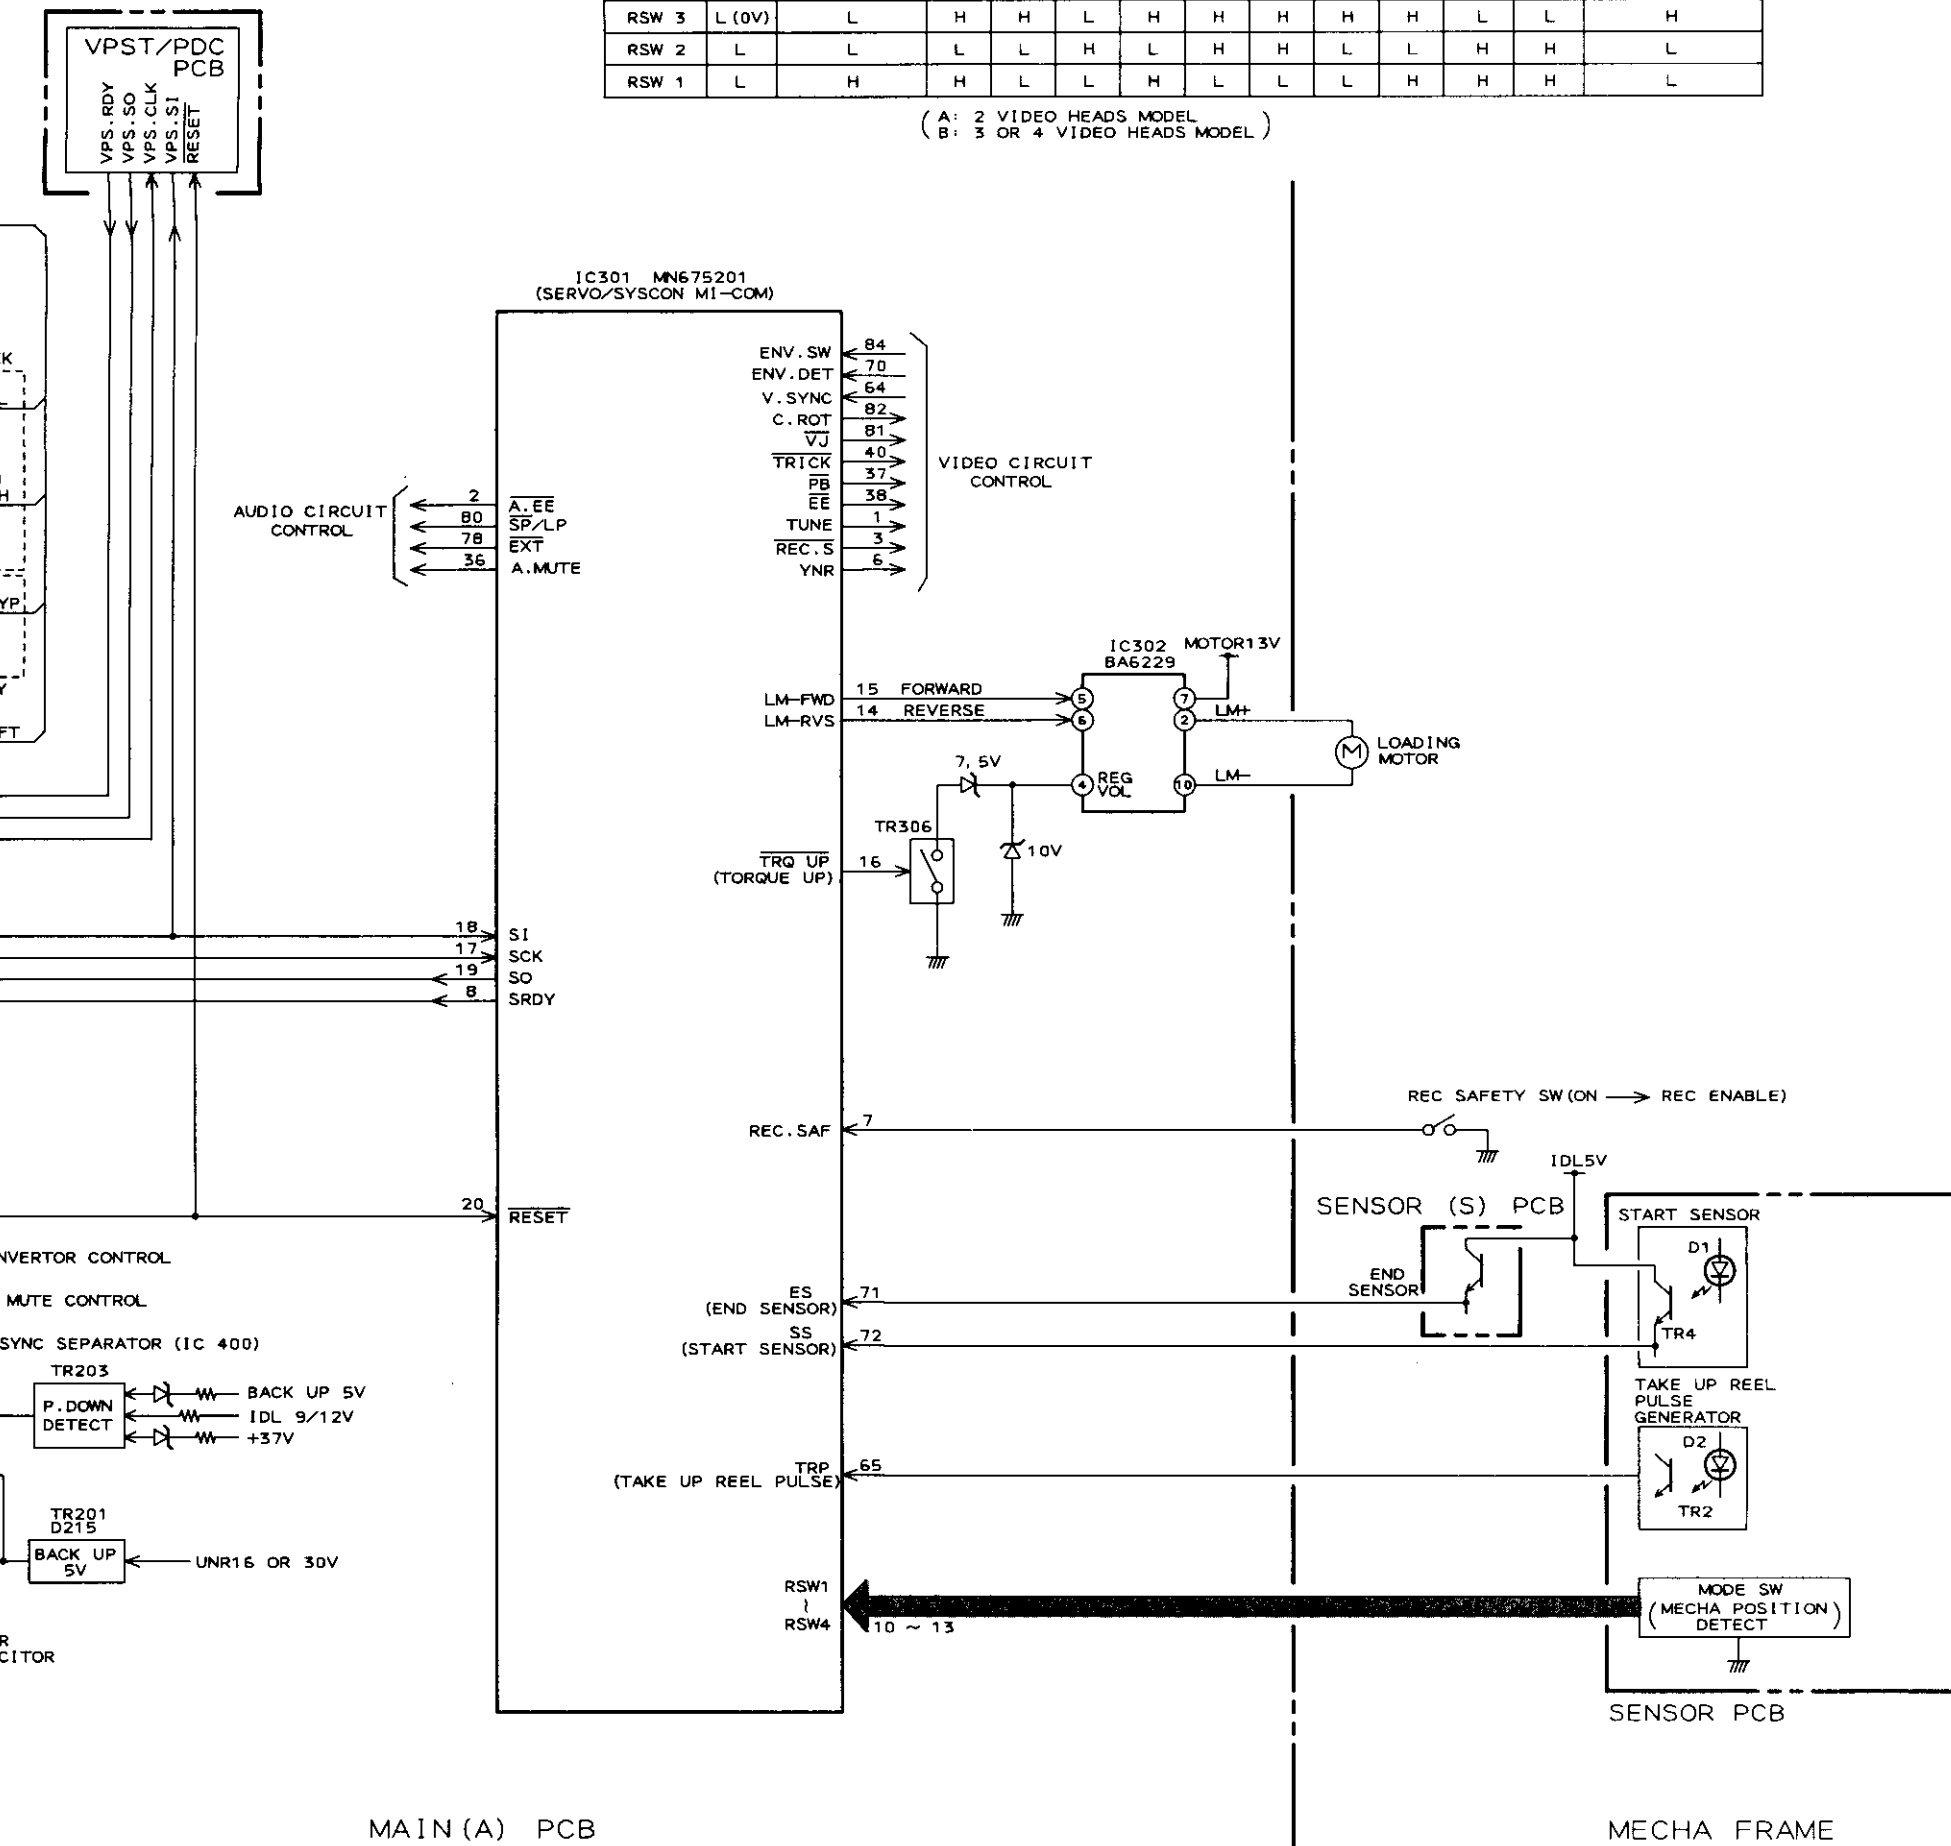 RSW 3 L(0V) L H H L H H H H H L L H
RSW 2 L L L L H L H H L L H H L
RSW 1 L H H L L H L L L H H H L
(A: 2 VIDEO HEADS MODEL
B: 3 OR 4 VIDEO HEADS MODEL)
VPST/PDC
PCB
VPS.RDY
VPS.SO
VPS.CLK
VPS.SI
RESET
IC301 MN675201
(SERVO/SYSCON MI-COM)
ENV.SW 84
ENV.DET 70
V.SYNC 64
C.ROT 82
VJ 81
TRICK 40
PB 37
EE 38
TUNE 1
REC.S 3
YNR 6
VIDEO CIRCUIT
CONTROL
AUDIO CIRCUIT
CONTROL
2 A.EE
80 SP/LP
78 EXT
36 A.MUTE
K
L
H
YP
Y
FT
IC302
BA6229
MOTOR13V
LM-FWD 15 FORWARD 5 7
LM-RVS 14 REVERSE 6 2 LM+
M LOADING
MOTOR
7,5V
4 REG
VOL
10 LM-
TR306
10V
TRQ UP 16
(TORQUE UP)
18 SI
17 SCK
19 SO
8 SRDY
REC SAFETY SW(ON → REC ENABLE)
REC.SAF 7
IDL5V
SENSOR (S) PCB
20 RESET
START SENSOR
D1
TR4
END
SENSOR
ES 71
(END SENSOR)
SS 72
(START SENSOR)
NVERTOR CONTROL
MUTE CONTROL
SYNC SEPARATOR (IC 400)
TR203
P.DOWN
DETECT
BACK UP 5V
IDL 9/12V
+37V
TAKE UP REEL
PULSE
GENERATOR
D2
TR2
TRP 65
(TAKE UP REEL PULSE)
TR201
D215
BACK UP
5V
UNR16 OR 30V
RSW1
~
RSW4
10 ~ 13
MODE SW
(MECHA POSITION)
DETECT
R
CITOR
SENSOR PCB
MAIN(A) PCB
MECHA FRAME